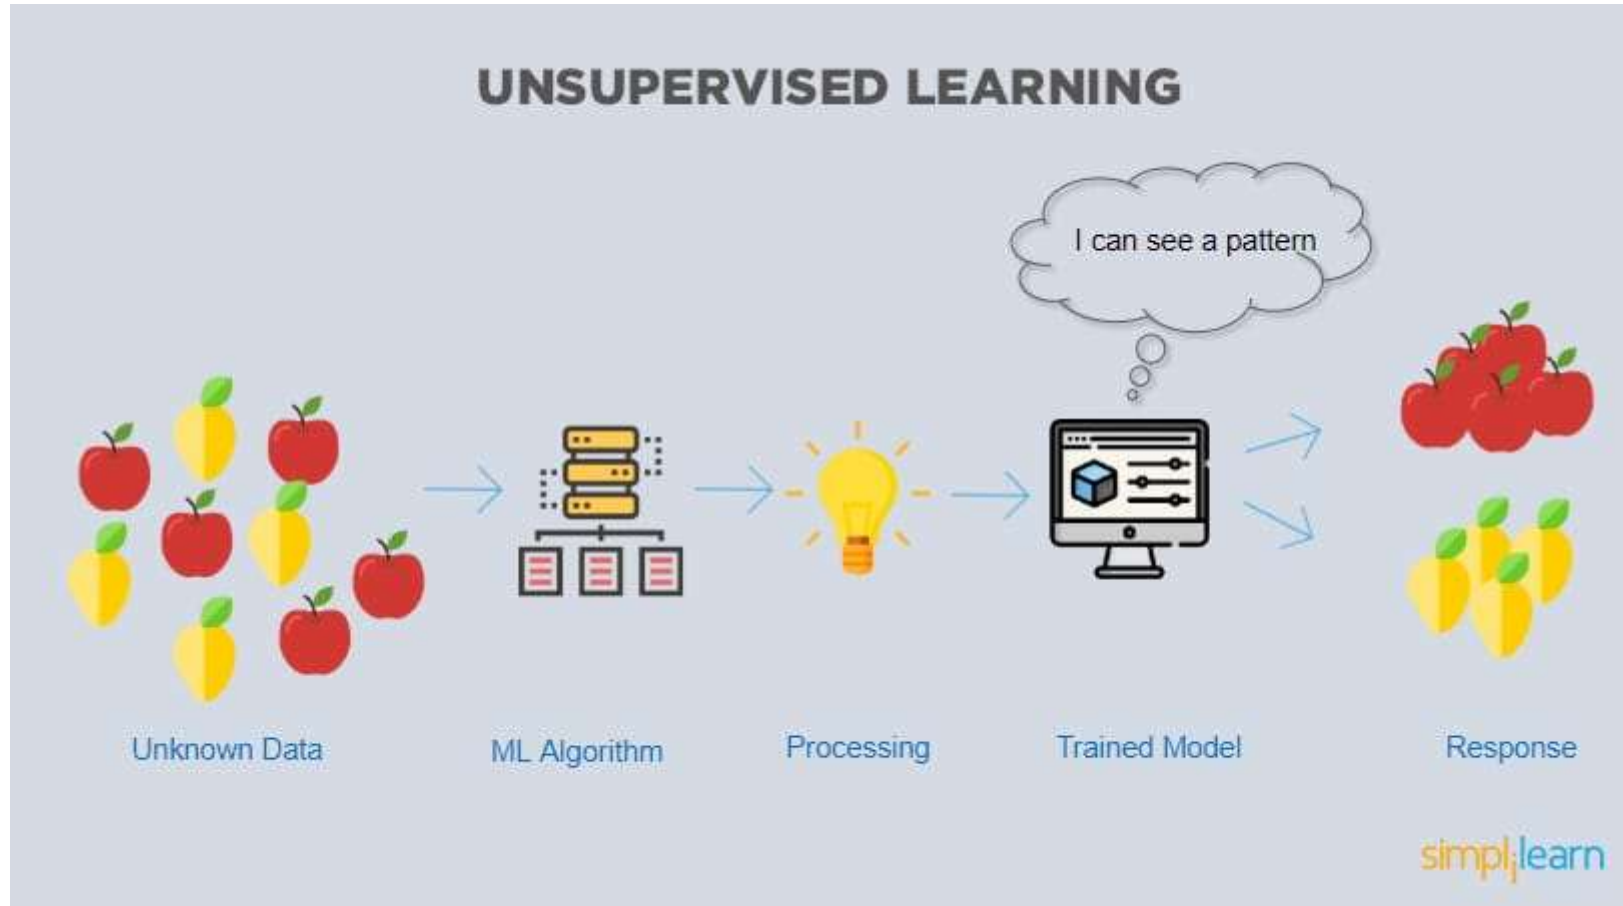 UNSUPERVISED LEARNING
I can see a pattern
Unknown Data
ML Algorithm
Processing
Trained Model
Response
simplilearn